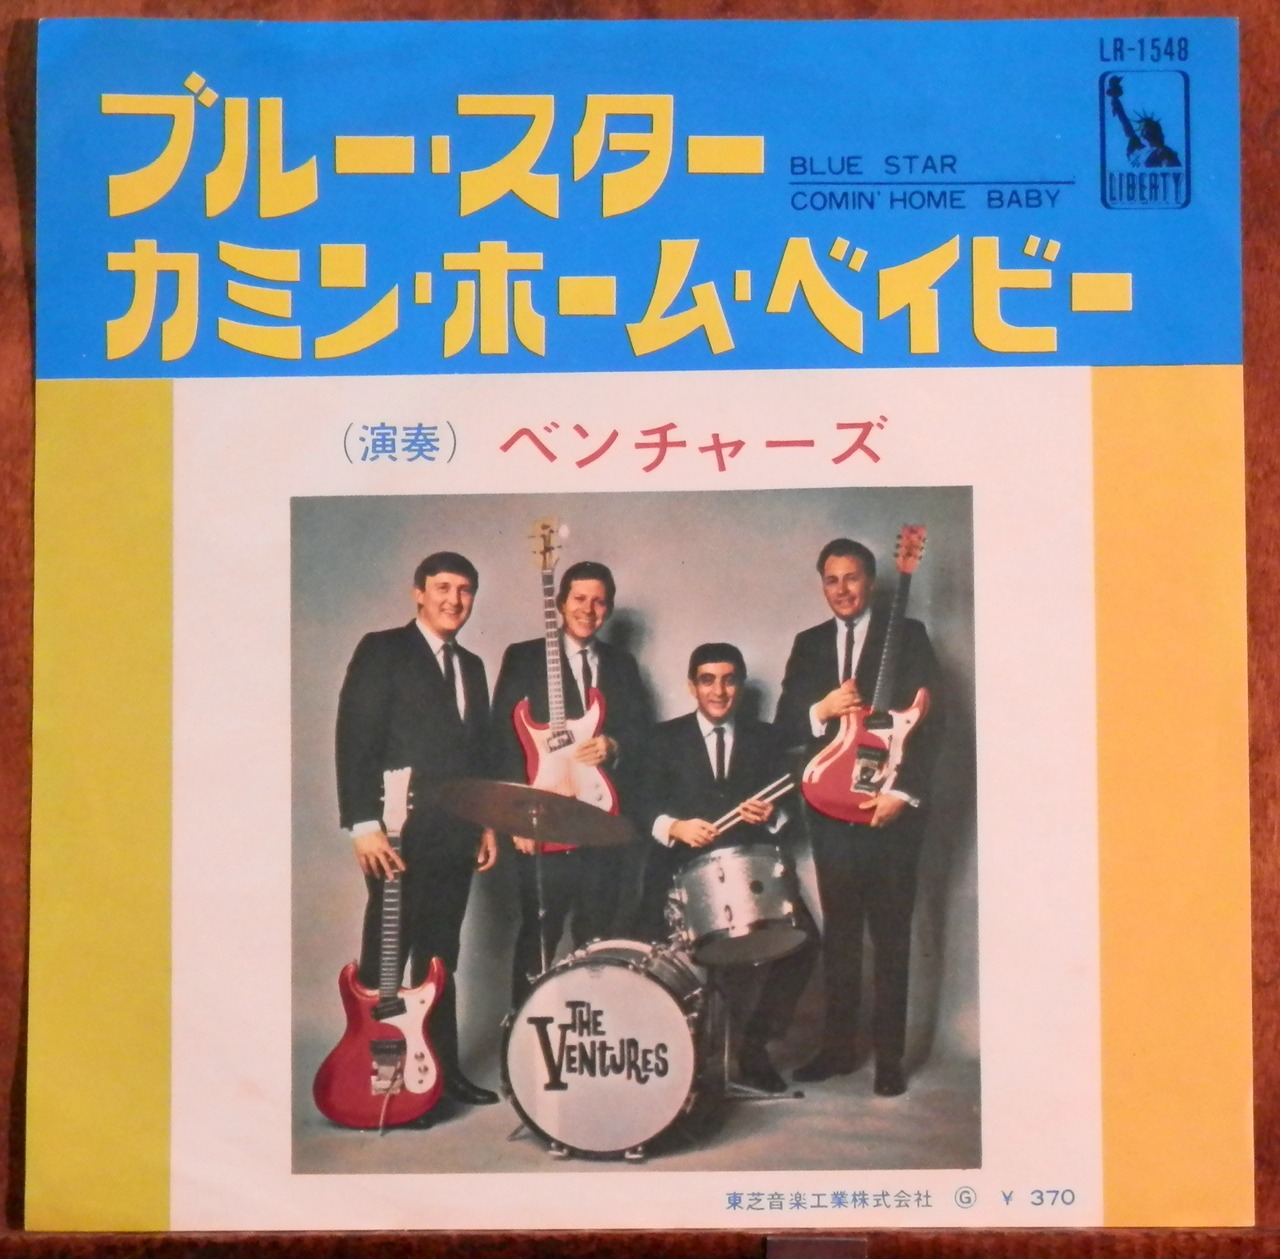 LR-1548
LIBERTY
ブルー・スター
BLUE STAR
COMIN' HOME BABY
カミン・ホーム・ベイビー
(演奏) ベンチャーズ
THE
VENTURES
東芝音楽工業株式会社 Ⓖ ¥ 370